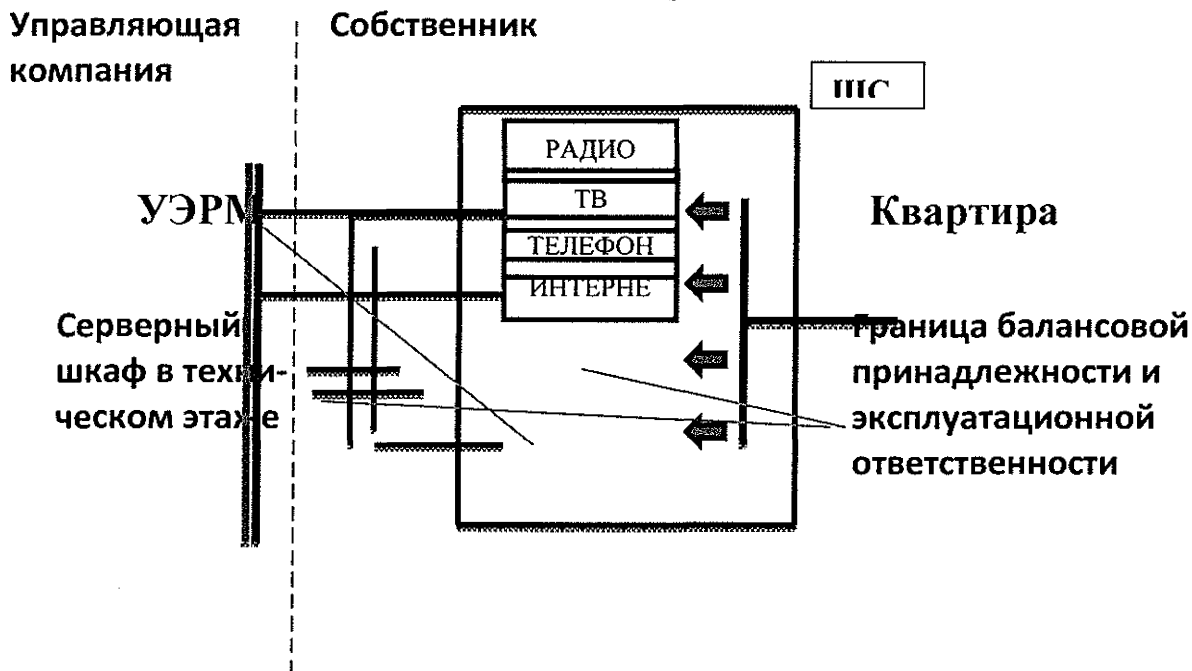 Управляющая
компания
Собственник
РАДИО
ТВ
ТЕЛЕФОН
ИНТЕРНЕ
УЭРМ
Квартира
Серверный
шкаф в техни-
ческом этаже
Граница балансовой
принадлежности и
эксплуатационной
ответственности